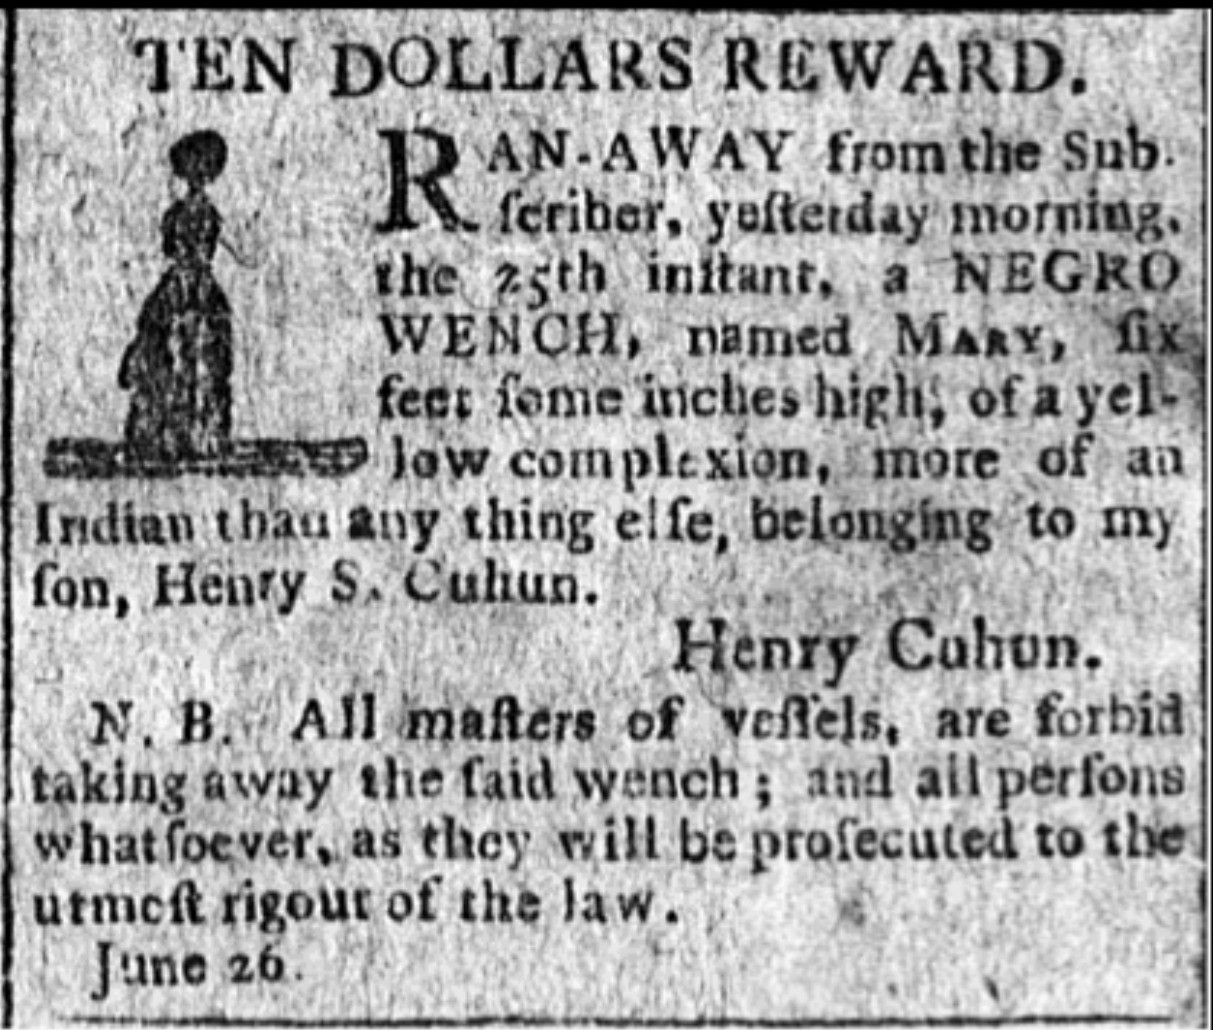 TEN DOLLARS REWARD.
RAN-AWAY from the Sub-
ſcriber, yeſterday morning,
the 25th inſtant, a NEGRO
WENCH, named MARY, ſix
feet ſome inches high, of a yel-
low complexion, more of an
Indian than any thing elſe, belonging to my
ſon, Henry S. Cuhun.
Henry Cuhun.
N. B. All maſters of veſſels, are forbid
taking away the ſaid wench; and all perſons
whatſoever, as they will be proſecuted to the
utmoſt rigour of the law.
June 26.